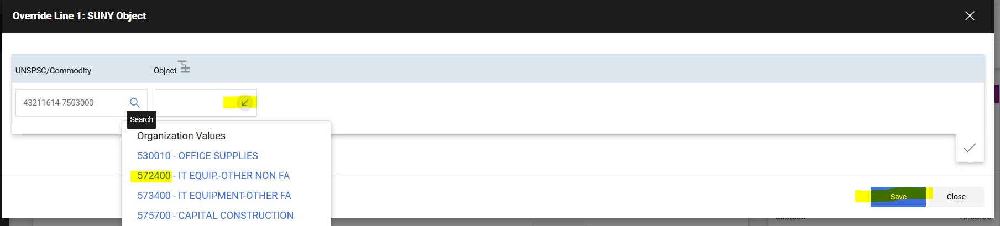 Override Line 1: SUNY Object
UNSPSC/Commodity
Object
43211614-7503000
Search
Organization Values
530010 - OFFICE SUPPLIES
572400 - IT EQUIP.-OTHER NON FA
573400 - IT EQUIPMENT-OTHER FA
575700 - CAPITAL CONSTRUCTION
Save
Close